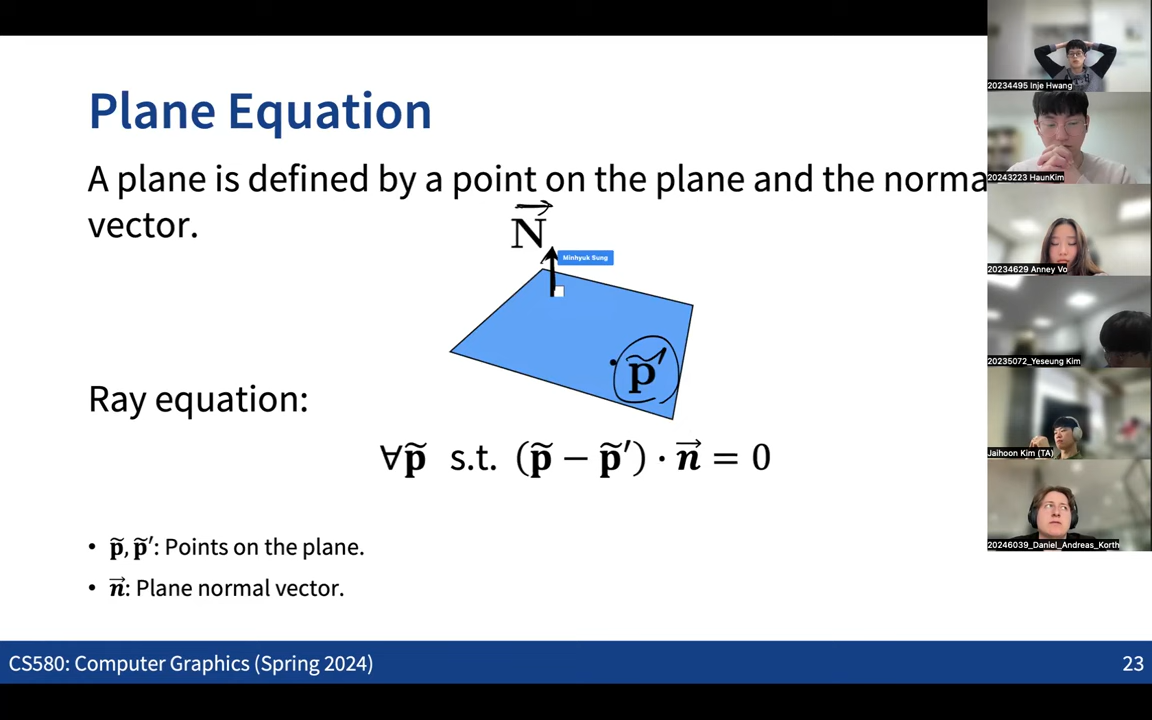 Plane Equation
A plane is defined by a point on the plane and the norma
vector.
N⃗
Minhyuk Sung
p̃′
Ray equation:
∀p̃ s.t. (p̃ − p̃′) · n⃗ = 0
• p̃, p̃′: Points on the plane.
• n⃗: Plane normal vector.
CS580: Computer Graphics (Spring 2024)
23
20234495 Inje Hwang
20243223 HaunKim
20234629 Anney Vo
20235072_Yeseung Kim
Jaihoon Kim (TA)
20246039_Daniel_Andreas_Korth